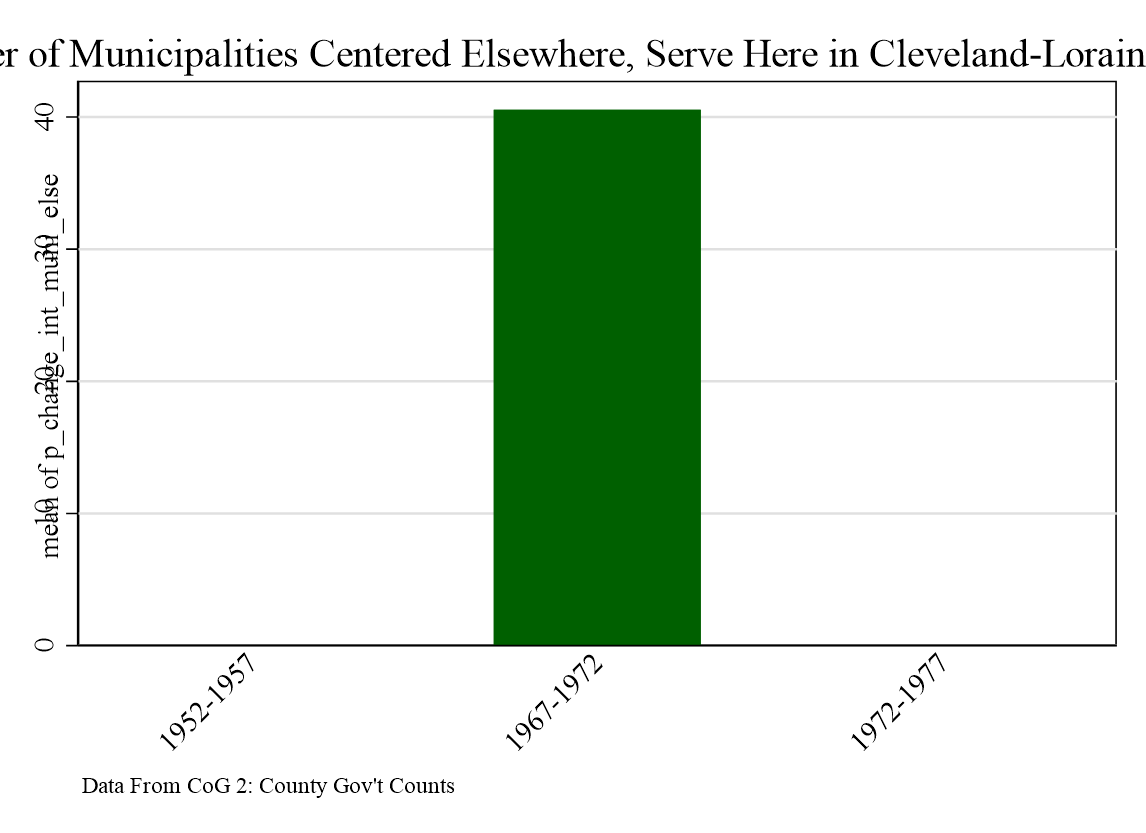 er of Municipalities Centered Elsewhere, Serve Here in Cleveland-Lorain
mean of p_change_int_muni_else
40
30
20
10
0
1952-1957
1967-1972
1972-1977
Data From CoG 2: County Gov't Counts